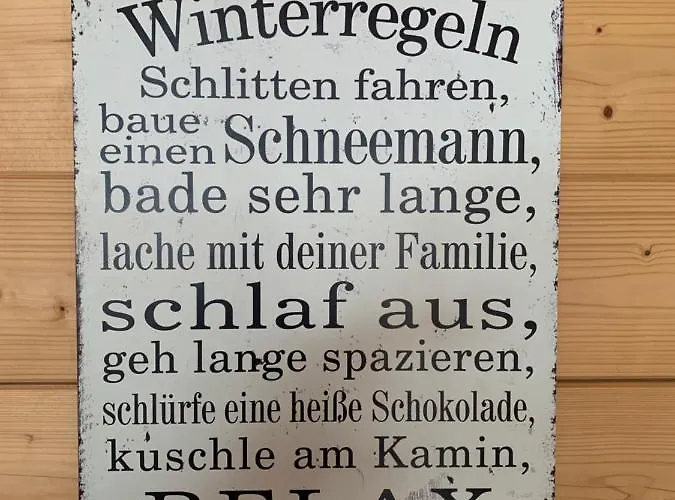 Winterregeln
Schlitten fahren,
baue
einen Schneemann,
bade sehr lange,
lache mit deiner Familie,
schlaf aus,
geh lange spazieren,
schlürfe eine heiße Schokolade,
kuschle am Kamin,
RELAX